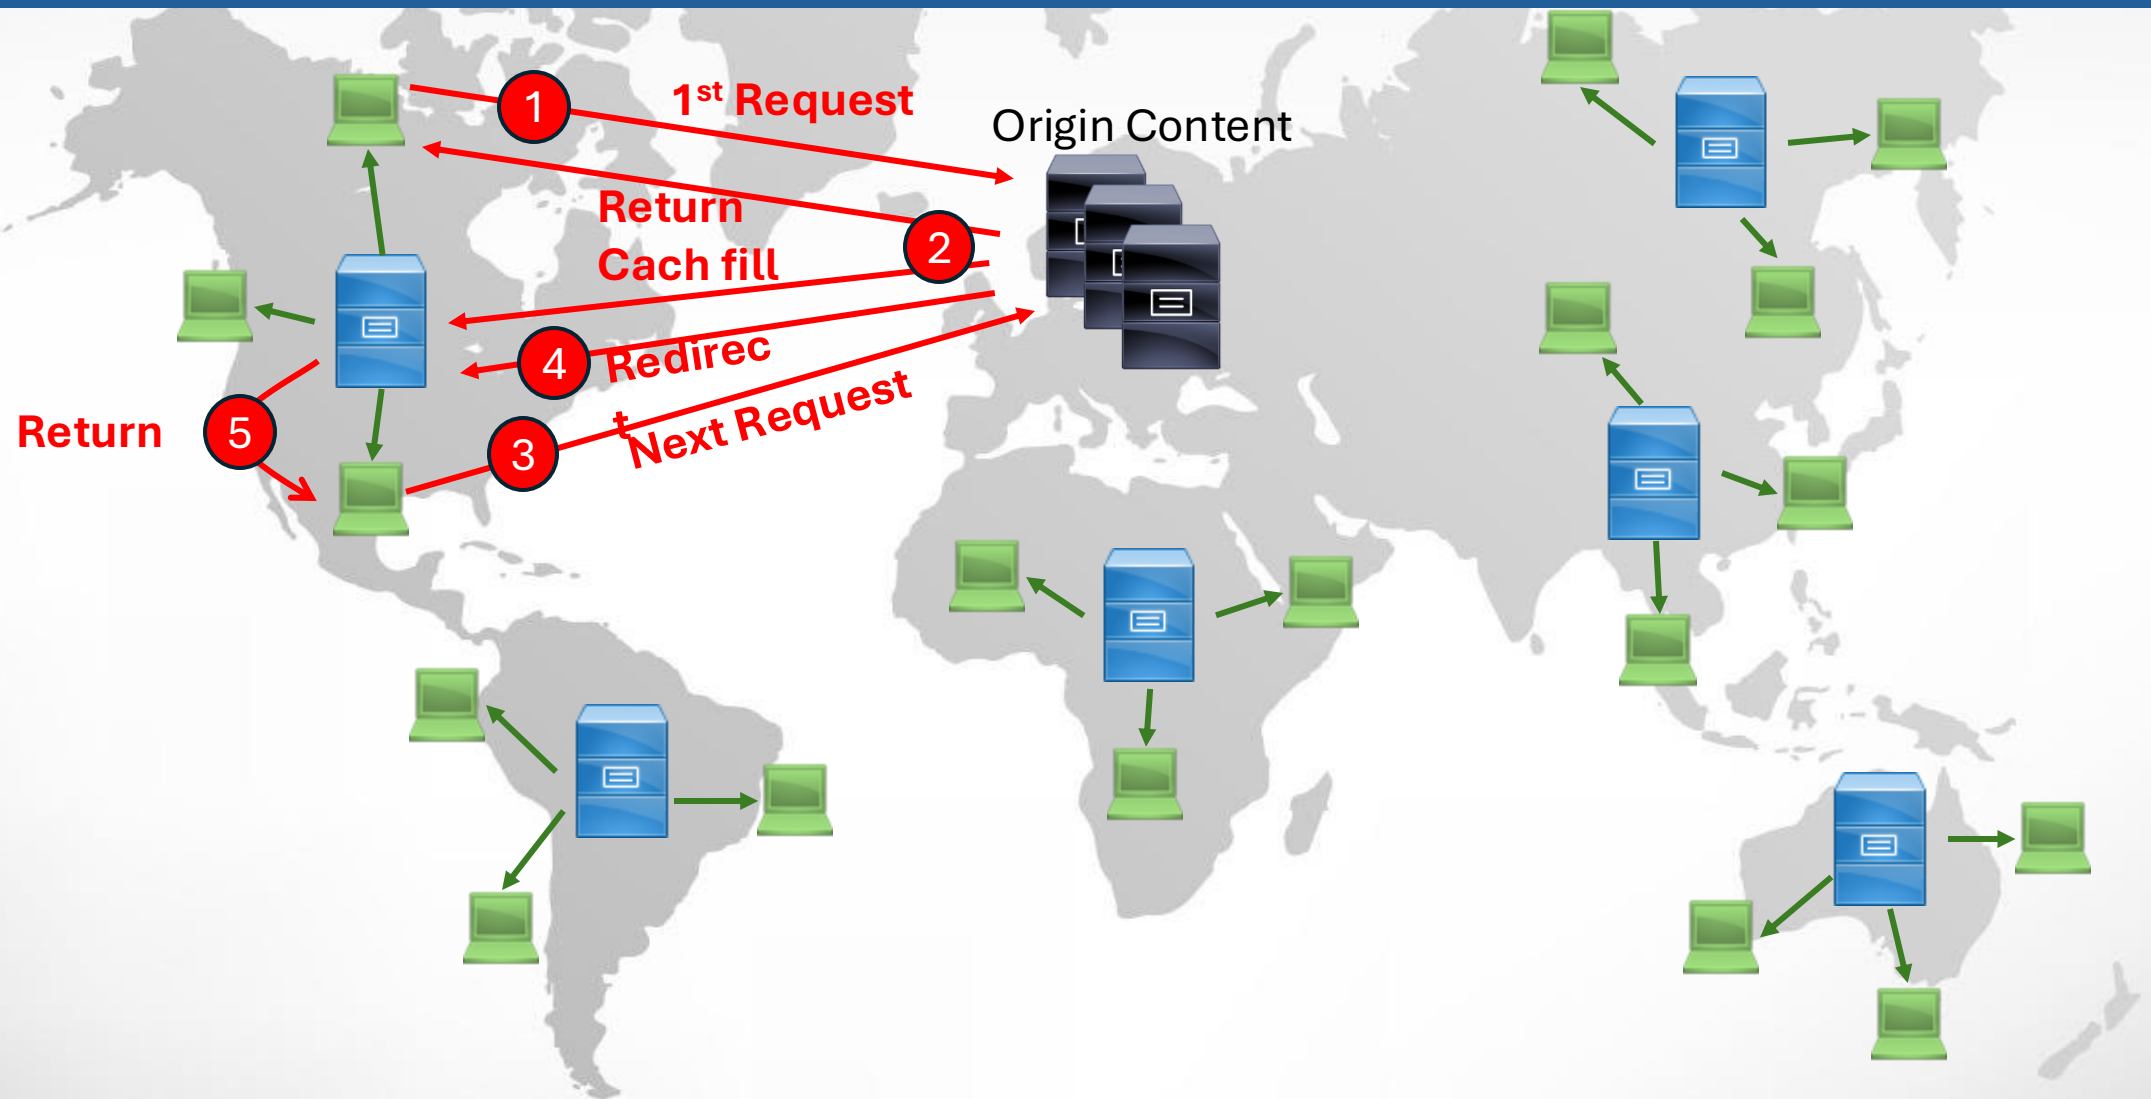 1
1st Request
Origin Content
Return
Cach fill
2
4
Redirec
t
Next Request
Return
5
3